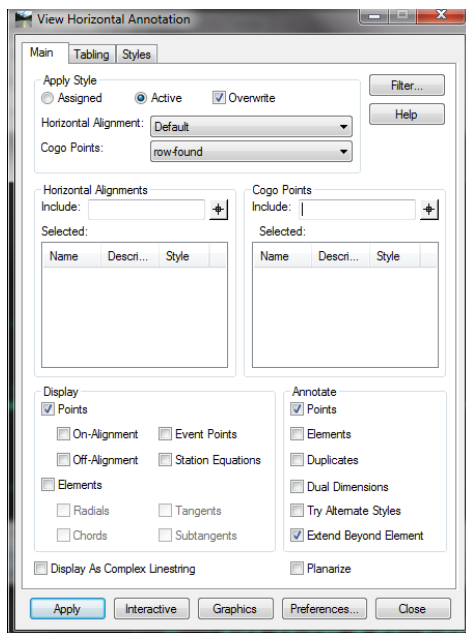 View Horizontal Annotation
Main Tabling Styles
Apply Style
Assigned Active Overwrite
Filter...
Help
Horizontal Alignment: Default
Cogo Points: row-found
Horizontal Alignments
Include:
Selected:
Name Descri... Style
Cogo Points
Include:
Selected:
Name Descri... Style
Display
Points
On-Alignment Event Points
Off-Alignment Station Equations
Elements
Radials Tangents
Chords Subtangents
Annotate
Points
Elements
Duplicates
Dual Dimensions
Try Alternate Styles
Extend Beyond Element
Display As Complex Linestring
Planarize
Apply Interactive Graphics Preferences... Close